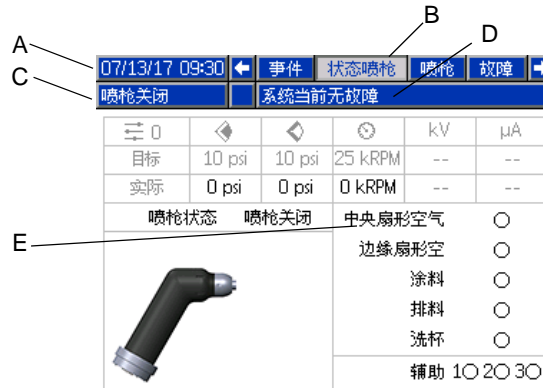 B
A
D
07/13/17 09:30 事件 状态喷枪 喷枪 故障
C
喷枪关闭 系统当前无故障
0 kV µA
目标 10 psi 10 psi 25 kRPM -- --
实际 0 psi 0 psi 0 kRPM -- --
喷枪状态 喷枪关闭 中央扇形空气
E
边缘扇形空
涂料
排料
洗杯
辅助 1 2 3